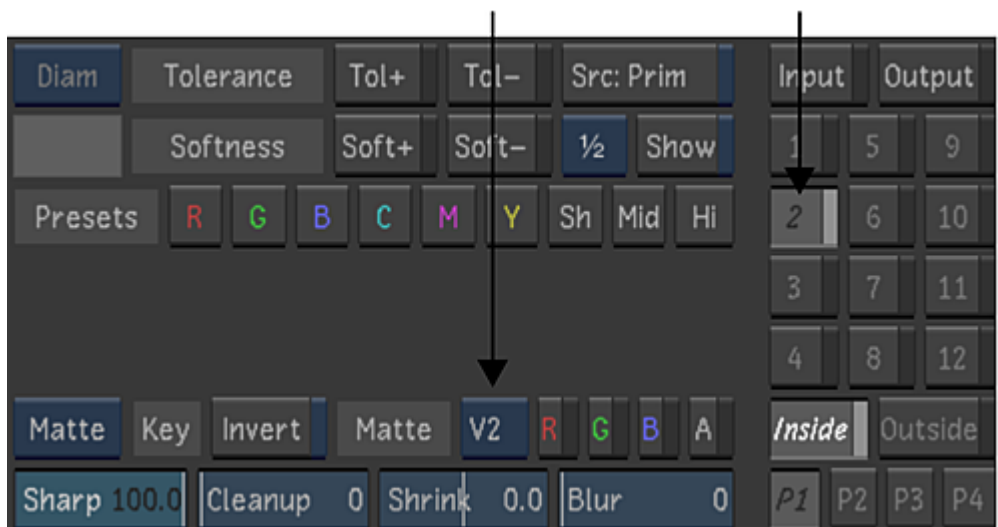 Diam Tolerance Tol+ Tol− Src: Prim Input Output
Softness Soft+ Soft− ½ Show 1 5 9
Presets R G B C M Y Sh Mid Hi 2 6 10
3 7 11
4 8 12
Matte Key Invert Matte V2 R G B A Inside Outside
Sharp 100.0 Cleanup 0 Shrink 0.0 Blur 0 P1 P2 P3 P4